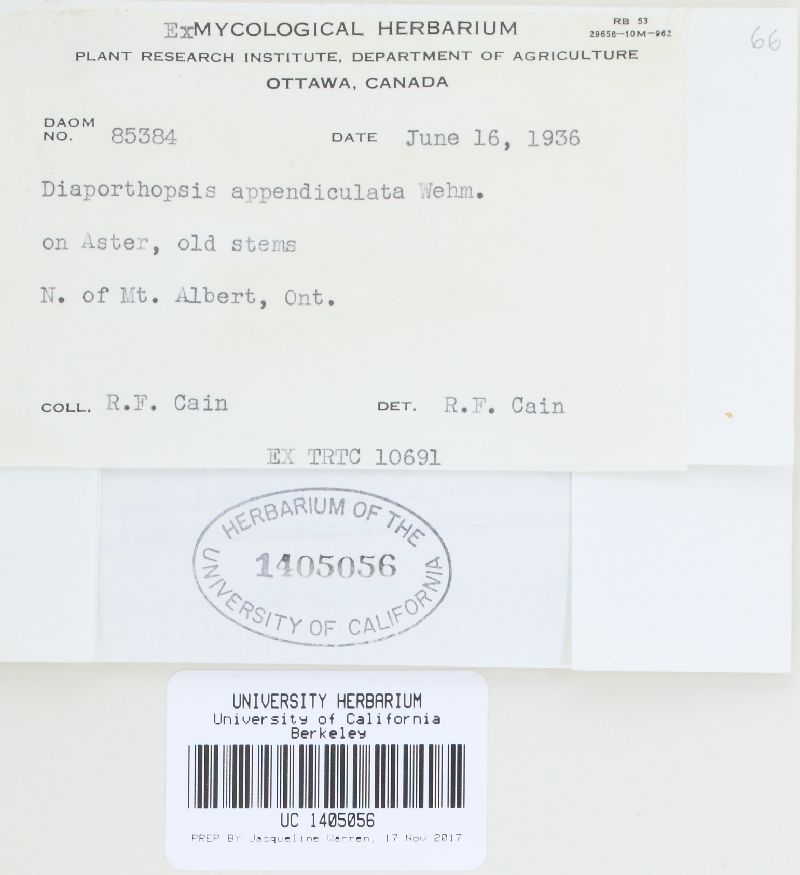 ExMYCOLOGICAL HERBARIUM
RB 53
29658-10M-962
66
PLANT RESEARCH INSTITUTE, DEPARTMENT OF AGRICULTURE
OTTAWA, CANADA
DAOM
NO. 85384 DATE June 16, 1936
Diaporthopsis appendiculata Wehm.
on Aster, old stems
N. of Mt. Albert, Ont.
COLL. R.F. Cain DET. R.F. Cain
EX TRTC 10691
HERBARIUM OF THE
1405056
UNIVERSITY OF CALIFORNIA
UNIVERSITY HERBARIUM
University of California
Berkeley
UC 1405056
PREP BY Jacqueline Warren, 17 Nov 2017